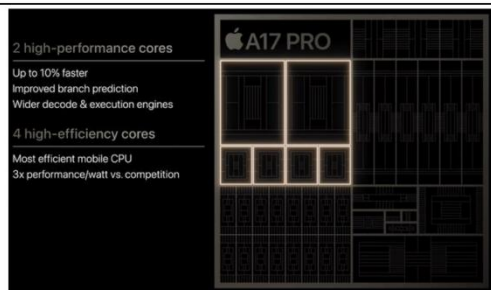 2 high-performance cores
Up to 10% faster
Improved branch prediction
Wider decode & execution engines
4 high-efficiency cores
Most efficient mobile CPU
3x performance/watt vs. competition
A17 PRO